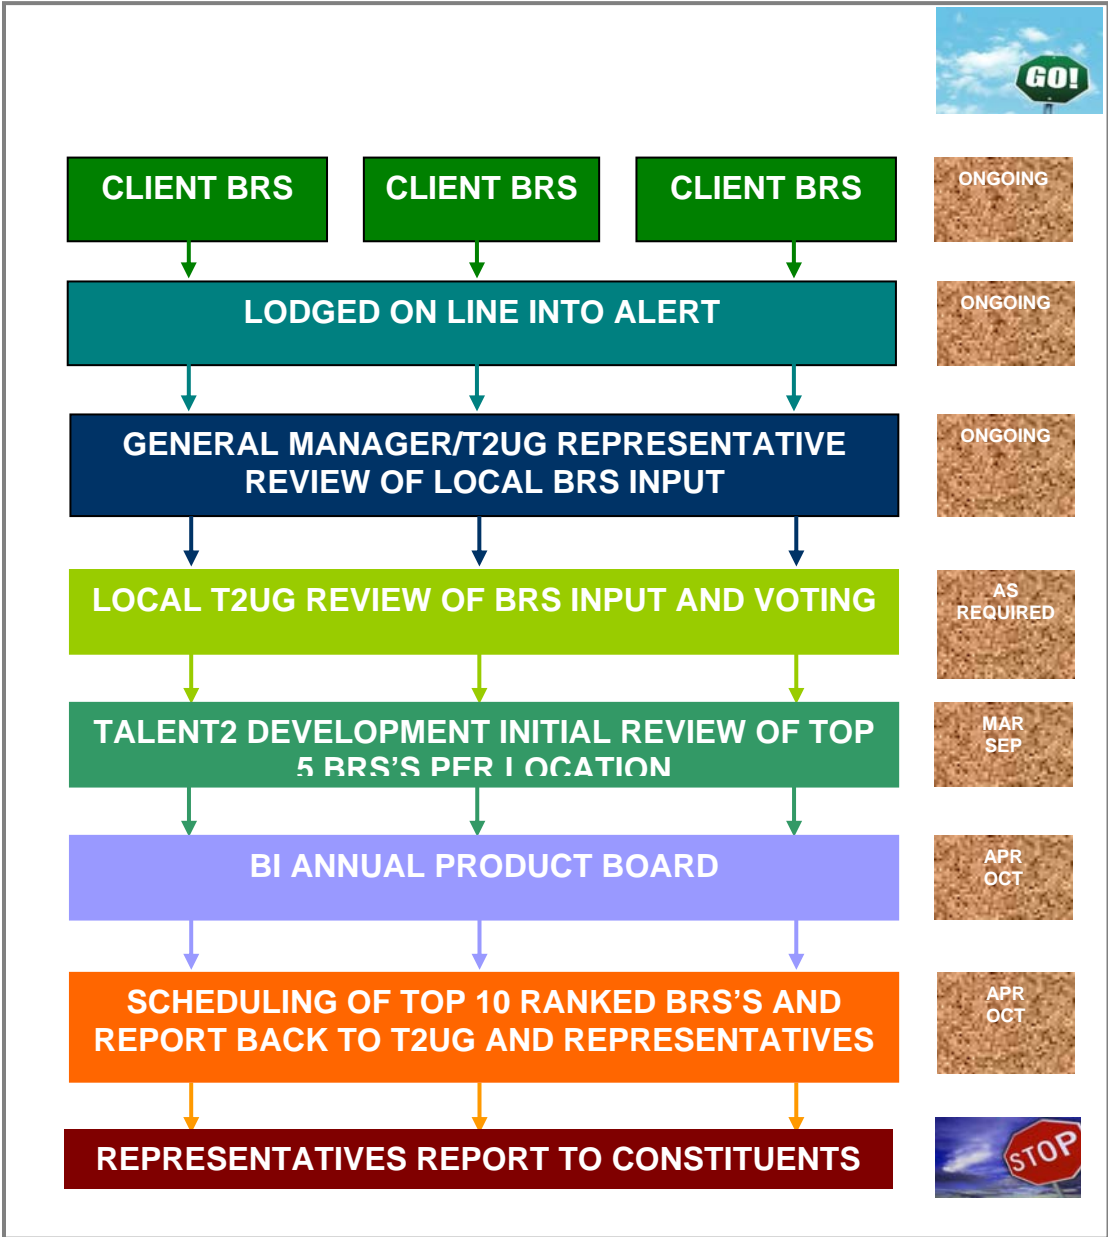 GO!
CLIENT BRS
CLIENT BRS
CLIENT BRS
ONGOING
LODGED ON LINE INTO ALERT
ONGOING
GENERAL MANAGER/T2UG REPRESENTATIVE
REVIEW OF LOCAL BRS INPUT
ONGOING
LOCAL T2UG REVIEW OF BRS INPUT AND VOTING
AS
REQUIRED
TALENT2 DEVELOPMENT INITIAL REVIEW OF TOP
5 BRS'S PER LOCATION
MAR
SEP
BI ANNUAL PRODUCT BOARD
APR
OCT
SCHEDULING OF TOP 10 RANKED BRS'S AND
REPORT BACK TO T2UG AND REPRESENTATIVES
APR
OCT
REPRESENTATIVES REPORT TO CONSTITUENTS
STOP